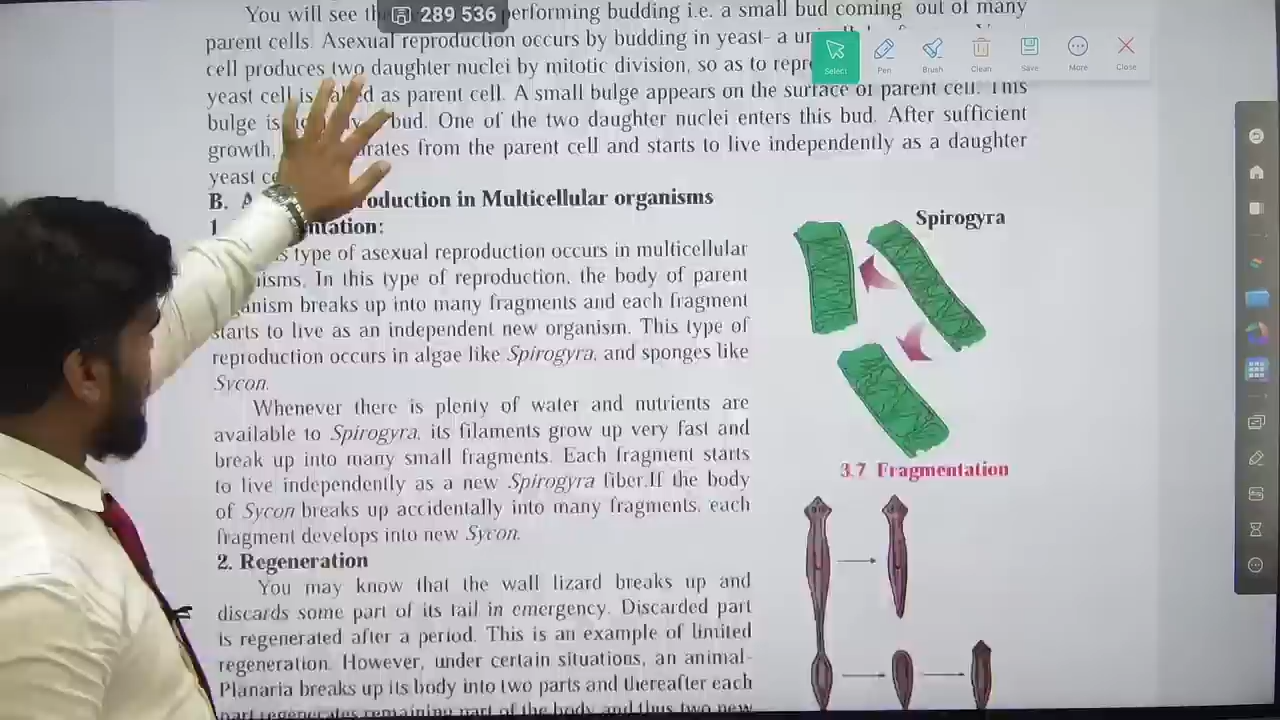 You will see th performing budding i.e. a small bud coming out of many
289 536
parent cells. Asexual reproduction occurs by budding in yeast- a
cell produces two daughter nuclei by mitotic division, so as to
yeast cell is as parent cell. A small bulge appears on the surface of parent cell. This
bulge is bud. One of the two daughter nuclei enters this bud. After sufficient
growth, rates from the parent cell and starts to live independently as a daughter
yeast ce
Select
Pen
Brush
Clean
Save
More
Close
B. A oduction in Multicellular organisms
1 ntation:
s type of asexual reproduction occurs in multicellular
isms. In this type of reproduction, the body of parent
anism breaks up into many fragments and each fragment
starts to live as an independent new organism. This type of
reproduction occurs in algae like Spirogyra, and sponges like
Sycon.
Whenever there is plenty of water and nutrients are
available to Spirogyra, its filaments grow up very fast and
break up into many small fragments. Each fragment starts
to live independently as a new Spirogyra fiber.If the body
of Sycon breaks up accidentally into many fragments, each
fragment develops into new Sycon.
2. Regeneration
You may know that the wall lizard breaks up and
discards some part of its tail in emergency. Discarded part
is regenerated after a period. This is an example of limited
regeneration. However, under certain situations, an animal-
Planaria breaks up its body into two parts and thereafter each
part regenerates remaining part of the body and thus two new
Spirogyra
3.7 Fragmentation